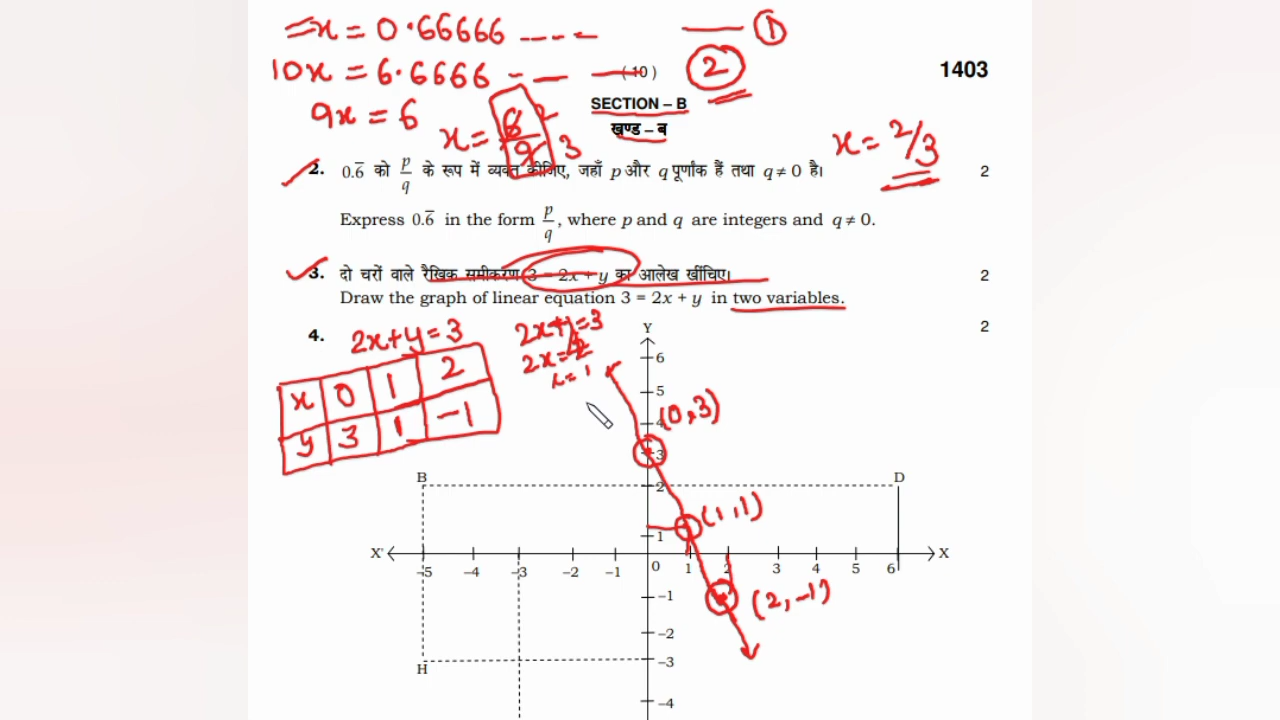 ⇒x = 0.66666 ---- — ①
10x = 6.6666 --- — ②
(10)
1403
9x = 6
SECTION – B
खण्ड – ब
x = 6/9 2 3
x = 2/3
2. 0.6̅ को p/q के रूप में व्यक्त कीजिए, जहाँ p और q पूर्णांक हैं तथा q ≠ 0 है। 2
Express 0.6̅ in the form p/q, where p and q are integers and q ≠ 0.
3. दो चरों वाले रैखिक समीकरण 3 = 2x + y का आलेख खींचिए। 2
Draw the graph of linear equation 3 = 2x + y in two variables.
4. 2
2x+y=3
2x+y=3
2x=2
x=1
x 0 1 2
y 3 1 -1
Y
6
5
4
(0,3)
3
B D
2
(1,1)
1
X' -5 -4 -3 -2 -1 0 1 2 3 4 5 6 X
-1
(2,-1)
-2
H
-3
-4